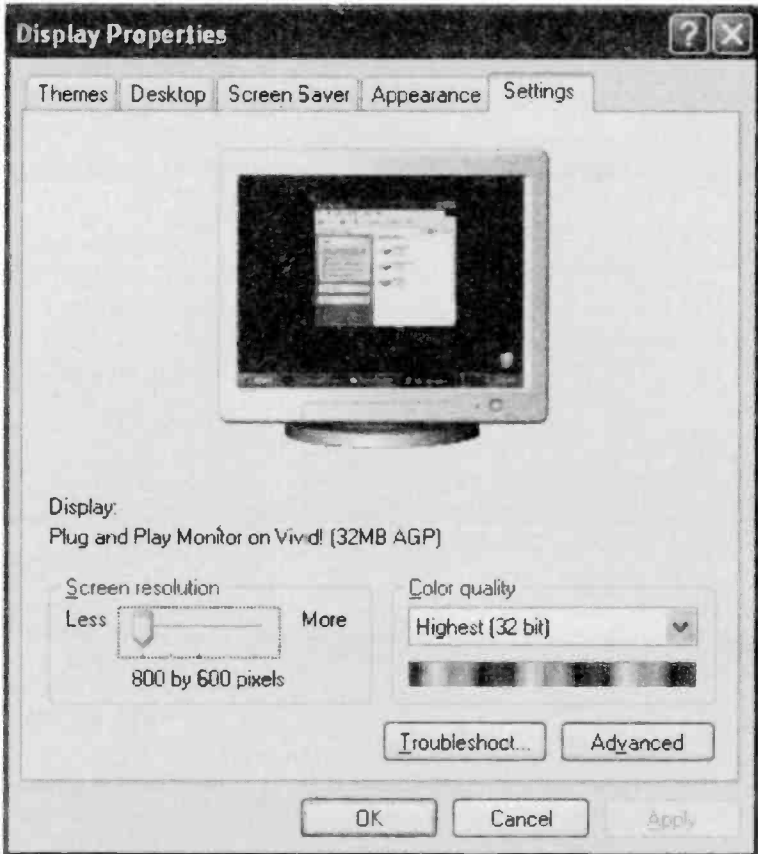 Display Properties
Themes Desktop Screen Saver Appearance Settings
Display:
Plug and Play Monitor on Vivid! (32MB AGP)
Screen resolution
Less More
800 by 600 pixels
Color quality
Highest (32 bit)
Troubleshoot... Advanced
OK Cancel Apply